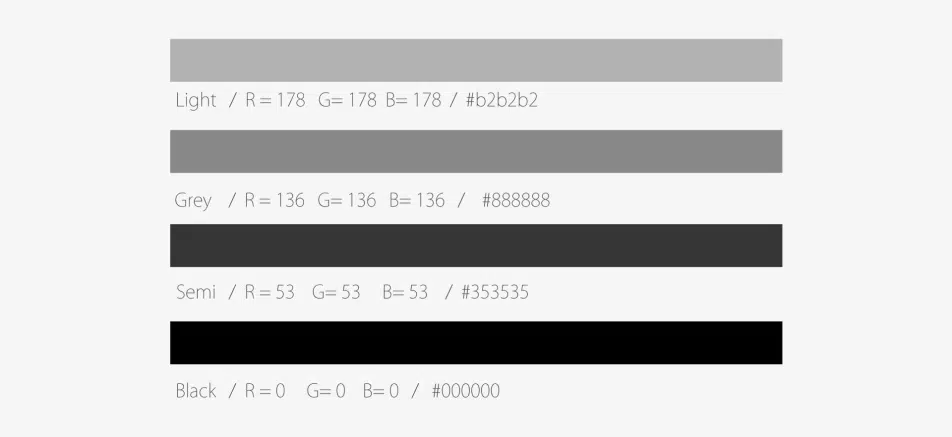 Light / R = 178 G= 178 B= 178 / #b2b2b2
Grey / R = 136 G= 136 B= 136 / #888888
Semi / R = 53 G= 53 B= 53 / #353535
Black / R = 0 G= 0 B= 0 / #000000